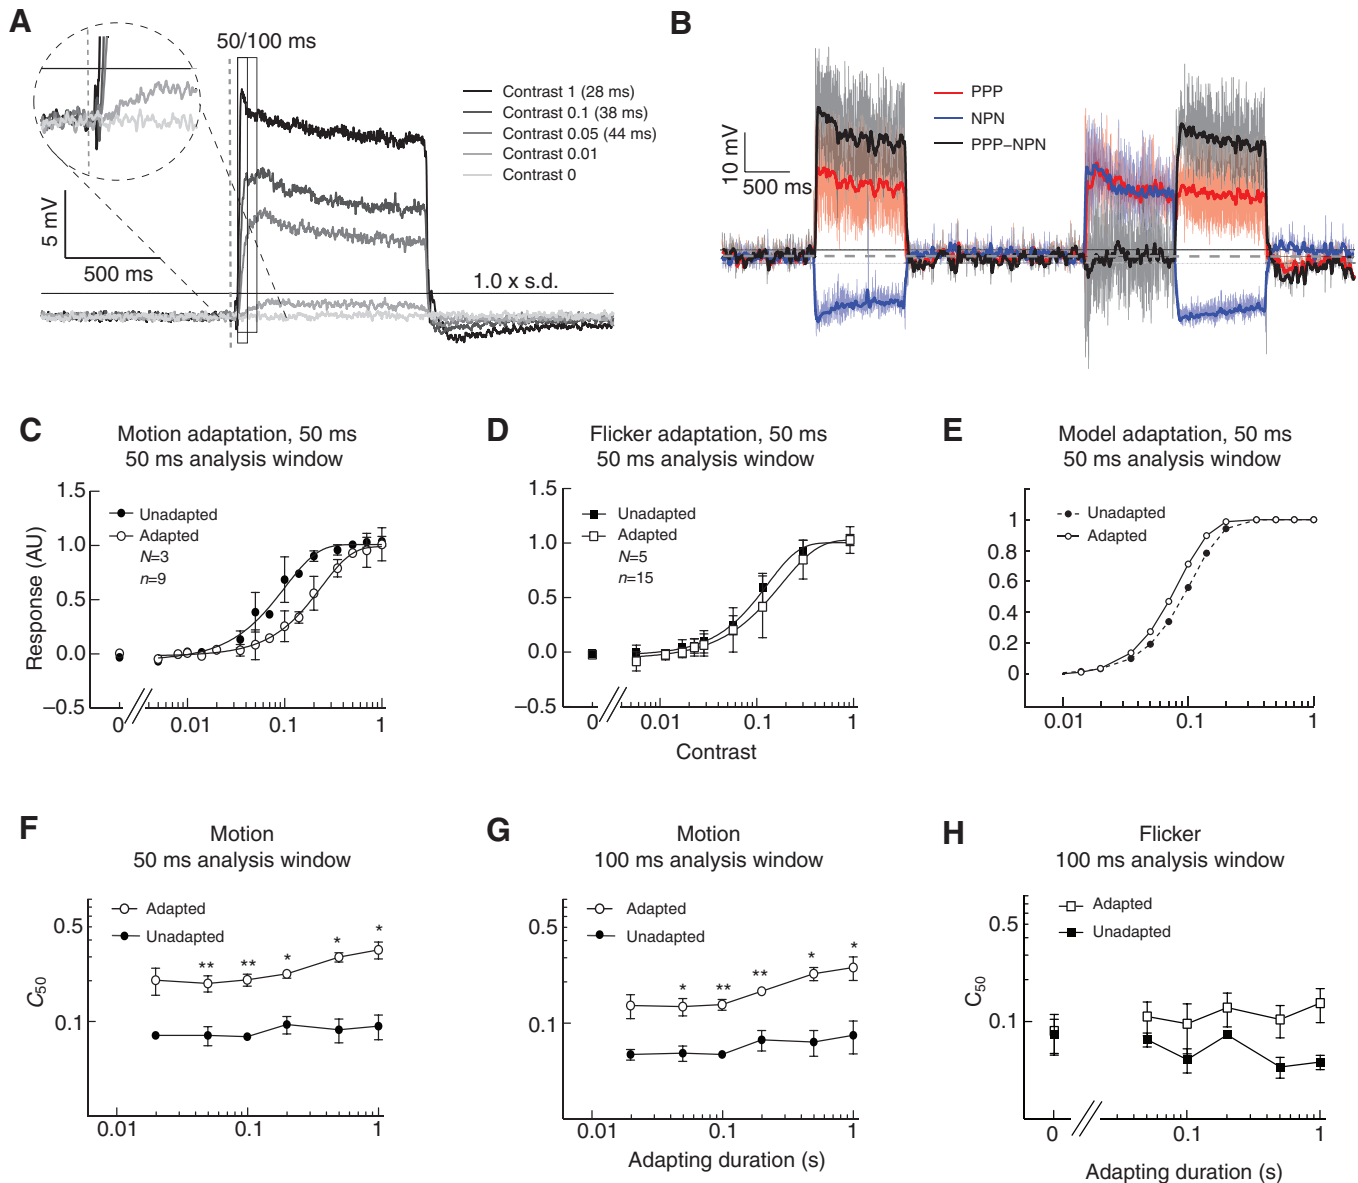 A
50/100 ms
Contrast 1 (28 ms)
Contrast 0.1 (38 ms)
Contrast 0.05 (44 ms)
Contrast 0.01
Contrast 0
5 mV
500 ms
1.0 x s.d.
B
PPP
NPN
PPP–NPN
10 mV
500 ms
C
Motion adaptation, 50 ms
50 ms analysis window
Response (AU)
1.5
1.0
0.5
0.0
–0.5
Unadapted
Adapted
N=3
n=9
0 0.01 0.1 1
D
Flicker adaptation, 50 ms
50 ms analysis window
1.5
1.0
0.5
0.0
–0.5
Unadapted
Adapted
N=5
n=15
0 0.01 0.1 1
Contrast
E
Model adaptation, 50 ms
50 ms analysis window
1
0.8
0.6
0.4
0.2
0
Unadapted
Adapted
0.01 0.1 1
F
Motion
50 ms analysis window
C50
0.5
0.1
Adapted
Unadapted
** ** * * *
0.01 0.1 1
G
Motion
100 ms analysis window
0.5
0.1
Adapted
Unadapted
* ** ** * *
0.01 0.1 1
Adapting duration (s)
H
Flicker
100 ms analysis window
C50
0.5
0.1
Adapted
Unadapted
0 0.1 1
Adapting duration (s)